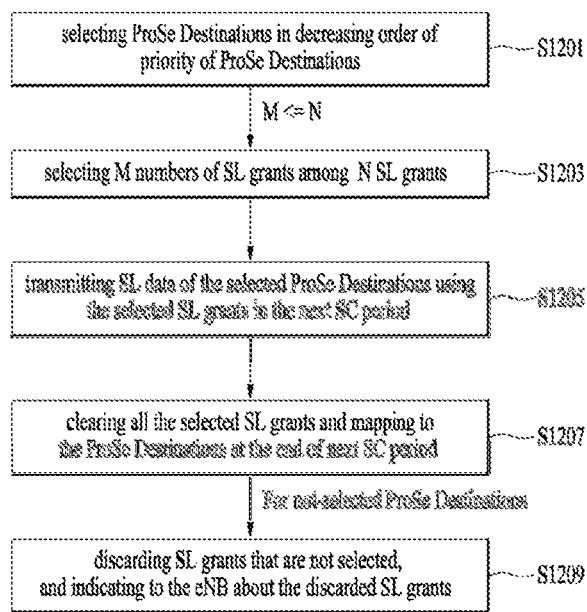 selecting ProSe Destinations in decreasing order of
priority of ProSe Destinations
S1201
M <= N
selecting M numbers of SL grants among N SL grants
S1203
transmitting SL data of the selected ProSe Destinations using
the selected SL grants in the next SC period
S1205
clearing all the selected SL grants and mapping to
the ProSe Destinations at the end of next SC period
S1207
For not-selected ProSe Destinations
discarding SL grants that are not selected,
and indicating to the eNB about the discarded SL grants
S1209